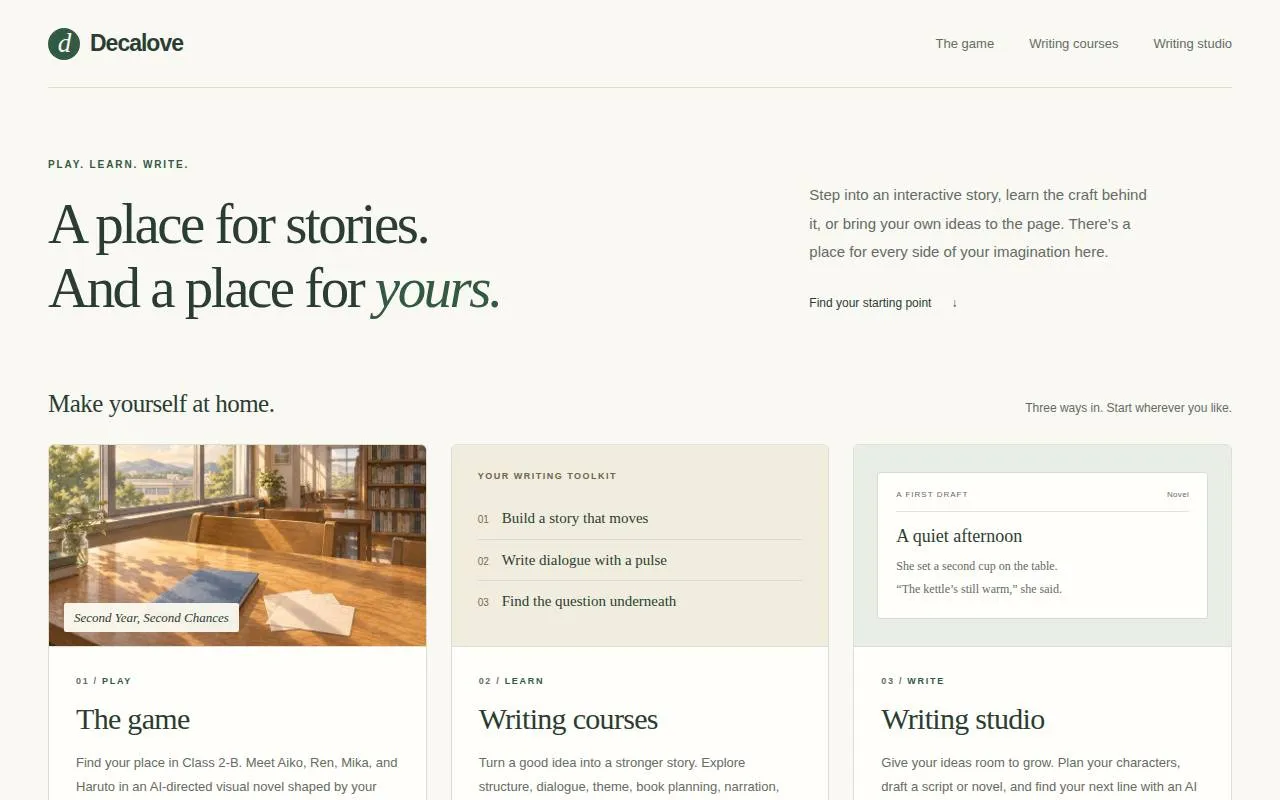 d Decalove
The game
Writing courses
Writing studio
PLAY. LEARN. WRITE.
A place for stories.
And a place for yours.
Step into an interactive story, learn the craft behind
it, or bring your own ideas to the page. There’s a
place for every side of your imagination here.
Find your starting point ↓
Make yourself at home.
Three ways in. Start wherever you like.
Second Year, Second Chances
01 / PLAY
The game
Find your place in Class 2-B. Meet Aiko, Ren, Mika, and
Haruto in an AI-directed visual novel shaped by your
YOUR WRITING TOOLKIT
01 Build a story that moves
02 Write dialogue with a pulse
03 Find the question underneath
02 / LEARN
Writing courses
Turn a good idea into a stronger story. Explore
structure, dialogue, theme, book planning, narration,
A FIRST DRAFT
Novel
A quiet afternoon
She set a second cup on the table.
“The kettle’s still warm,” she said.
03 / WRITE
Writing studio
Give your ideas room to grow. Plan your characters,
draft a script or novel, and find your next line with an AI